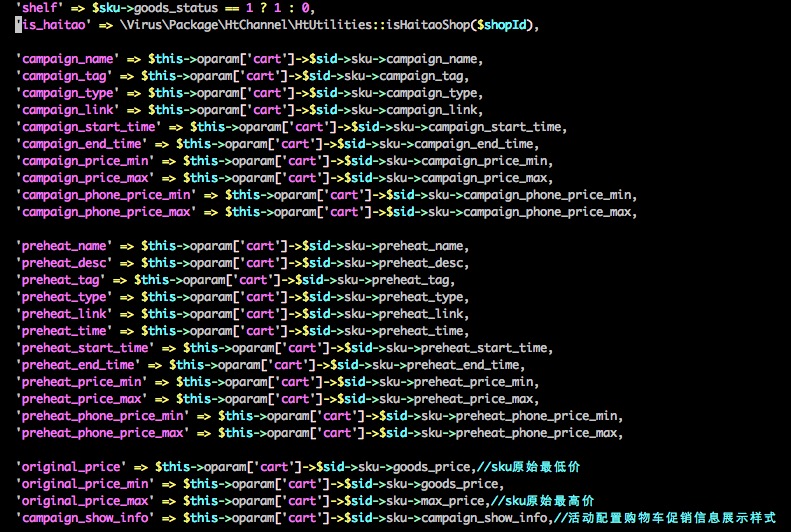 'shelf' => $sku->goods_status == 1 ? 1 : 0,
'is_haitao' => \Virus\Package\HtChannel\HtUtilities::isHaitaoShop($shopId),
'campaign_name' => $this->oparam['cart']->$sid->sku->campaign_name,
'campaign_tag' => $this->oparam['cart']->$sid->sku->campaign_tag,
'campaign_type' => $this->oparam['cart']->$sid->sku->campaign_type,
'campaign_link' => $this->oparam['cart']->$sid->sku->campaign_link,
'campaign_start_time' => $this->oparam['cart']->$sid->sku->campaign_start_time,
'campaign_end_time' => $this->oparam['cart']->$sid->sku->campaign_end_time,
'campaign_price_min' => $this->oparam['cart']->$sid->sku->campaign_price_min,
'campaign_price_max' => $this->oparam['cart']->$sid->sku->campaign_price_max,
'campaign_phone_price_min' => $this->oparam['cart']->$sid->sku->campaign_phone_price_min,
'campaign_phone_price_max' => $this->oparam['cart']->$sid->sku->campaign_phone_price_max,
'preheat_name' => $this->oparam['cart']->$sid->sku->preheat_name,
'preheat_desc' => $this->oparam['cart']->$sid->sku->preheat_desc,
'preheat_tag' => $this->oparam['cart']->$sid->sku->preheat_tag,
'preheat_type' => $this->oparam['cart']->$sid->sku->preheat_type,
'preheat_link' => $this->oparam['cart']->$sid->sku->preheat_link,
'preheat_time' => $this->oparam['cart']->$sid->sku->preheat_time,
'preheat_start_time' => $this->oparam['cart']->$sid->sku->preheat_start_time,
'preheat_end_time' => $this->oparam['cart']->$sid->sku->preheat_end_time,
'preheat_price_min' => $this->oparam['cart']->$sid->sku->preheat_price_min,
'preheat_price_max' => $this->oparam['cart']->$sid->sku->preheat_price_max,
'preheat_phone_price_min' => $this->oparam['cart']->$sid->sku->preheat_phone_price_min,
'preheat_phone_price_max' => $this->oparam['cart']->$sid->sku->preheat_phone_price_max,
'original_price' => $this->oparam['cart']->$sid->sku->goods_price,//sku原始最低价
'original_price_min' => $this->oparam['cart']->$sid->sku->goods_price,
'original_price_max' => $this->oparam['cart']->$sid->sku->max_price,//sku原始最高价
'campaign_show_info' => $this->oparam['cart']->$sid->sku->campaign_show_info,//活动配置购物车促销信息展示样式